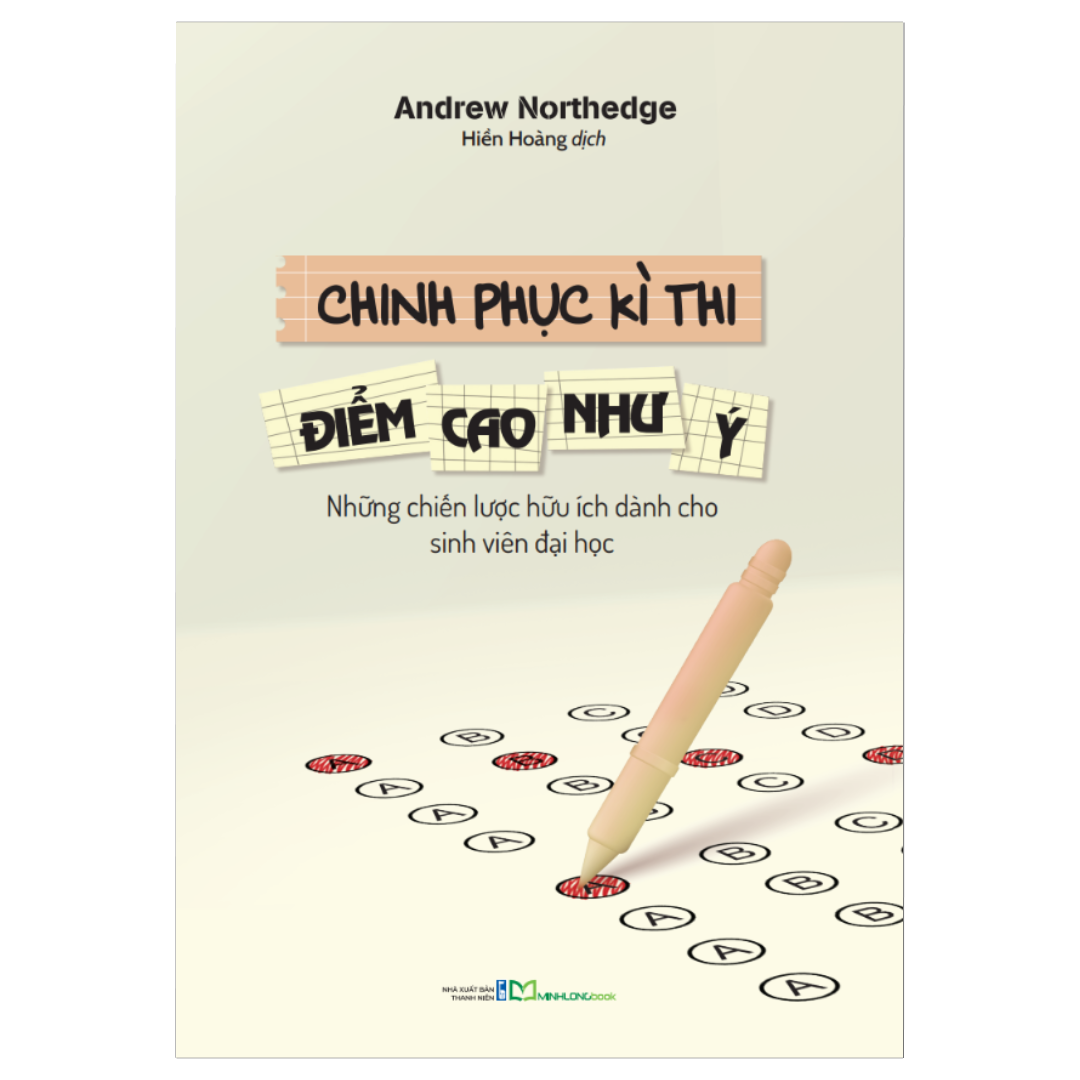 Andrew Northedge
Hiền Hoàng dịch
CHINH PHỤC KÌ THI
ĐIỂM CAO NHƯ Ý
Những chiến lược hữu ích dành cho
sinh viên đại học
D
C D
B C D
A B C D
A B C
A B C
A B
A B
A B
A
A
NHÀ XUẤT BẢN
THANH NIÊN
MINHLONGbook